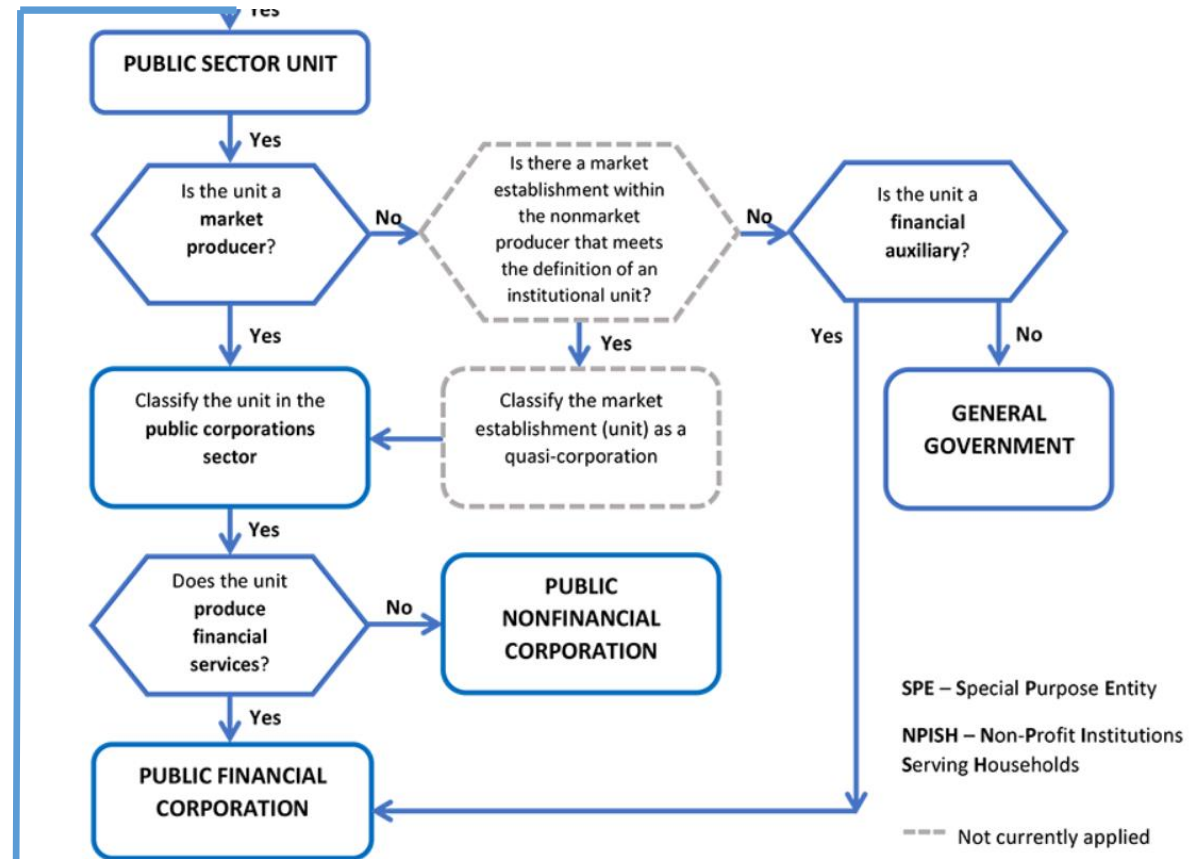 Yes
PUBLIC SECTOR UNIT
Yes
Is the unit a
market
producer?
No
Is there a market
establishment within
the nonmarket
producer that meets
the definition of an
institutional unit?
No
Is the unit a
financial
auxiliary?
Yes
Yes
Yes
No
Classify the unit in the
public corporations
sector
Classify the market
establishment (unit) as a
quasi-corporation
GENERAL
GOVERNMENT
Yes
Does the unit
produce
financial
services?
No
PUBLIC
NONFINANCIAL
CORPORATION
Yes
PUBLIC FINANCIAL
CORPORATION
SPE – Special Purpose Entity
NPISH – Non-Profit Institutions
Serving Households
Not currently applied